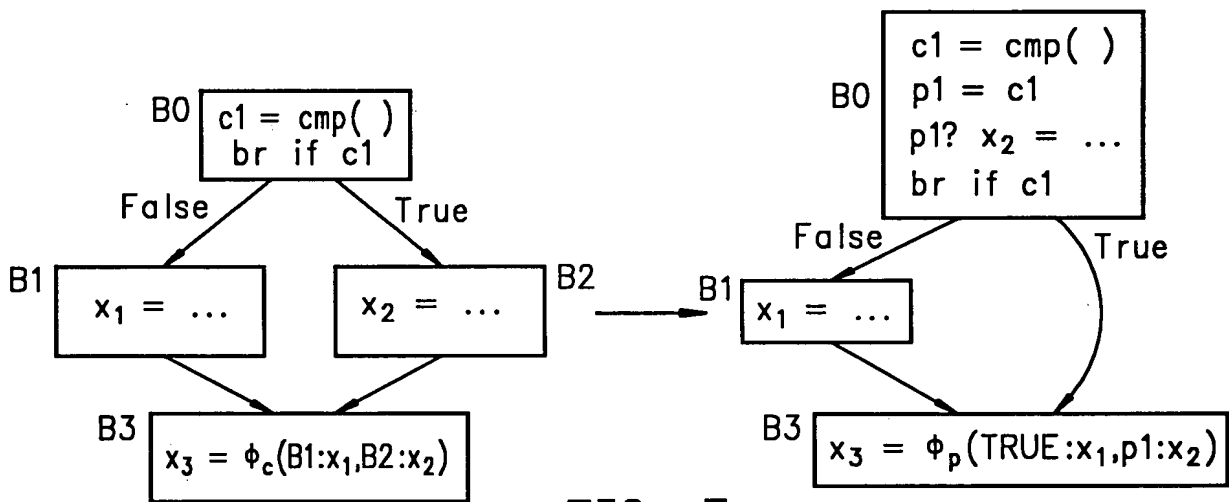 B0
c1 = cmp( )
br if c1
False
True
B1
x₁ = ...
x₂ = ...
B2
B3
x₃ = ϕc(B1:x₁,B2:x₂)
B0
c1 = cmp( )
p1 = c1
p1? x₂ = ...
br if c1
False
True
B1
x₁ = ...
B3
x₃ = ϕp(TRUE:x₁,p1:x₂)